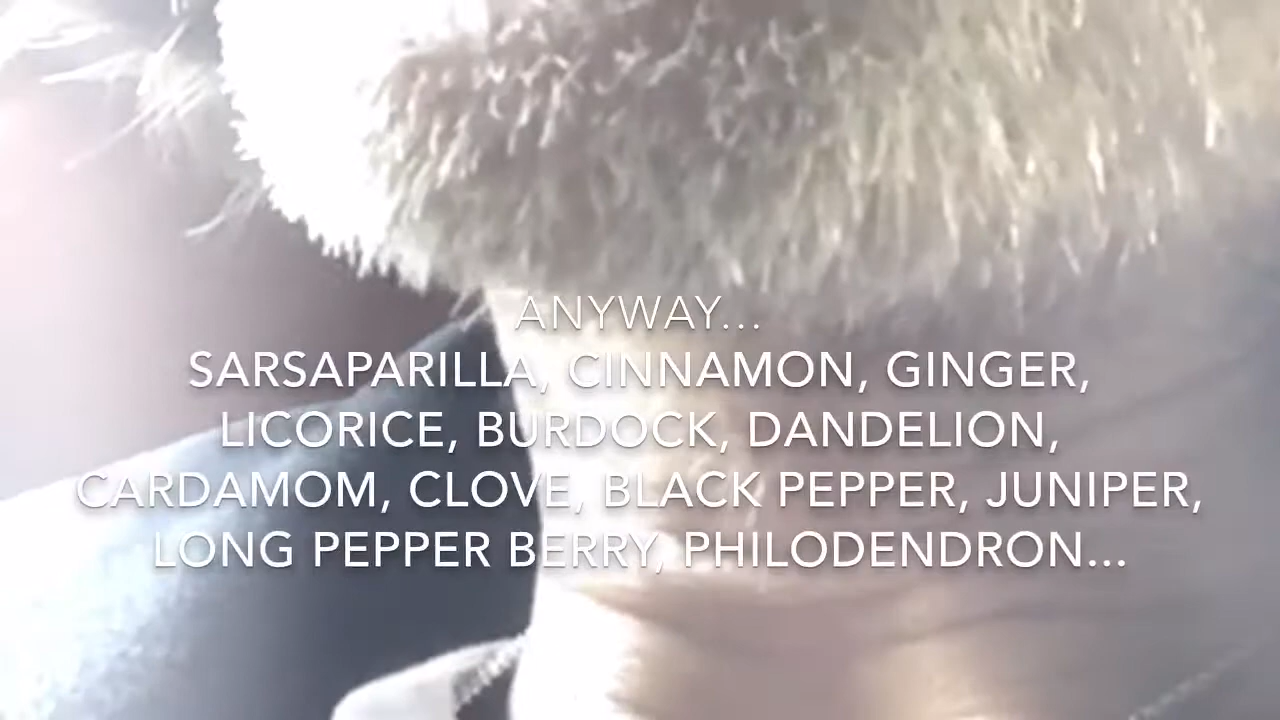 ANYWAY...
SARSAPARILLA, CINNAMON, GINGER,
LICORICE, BURDOCK, DANDELION,
CARDAMOM, CLOVE, BLACK PEPPER, JUNIPER,
LONG PEPPER BERRY, PHILODENDRON...